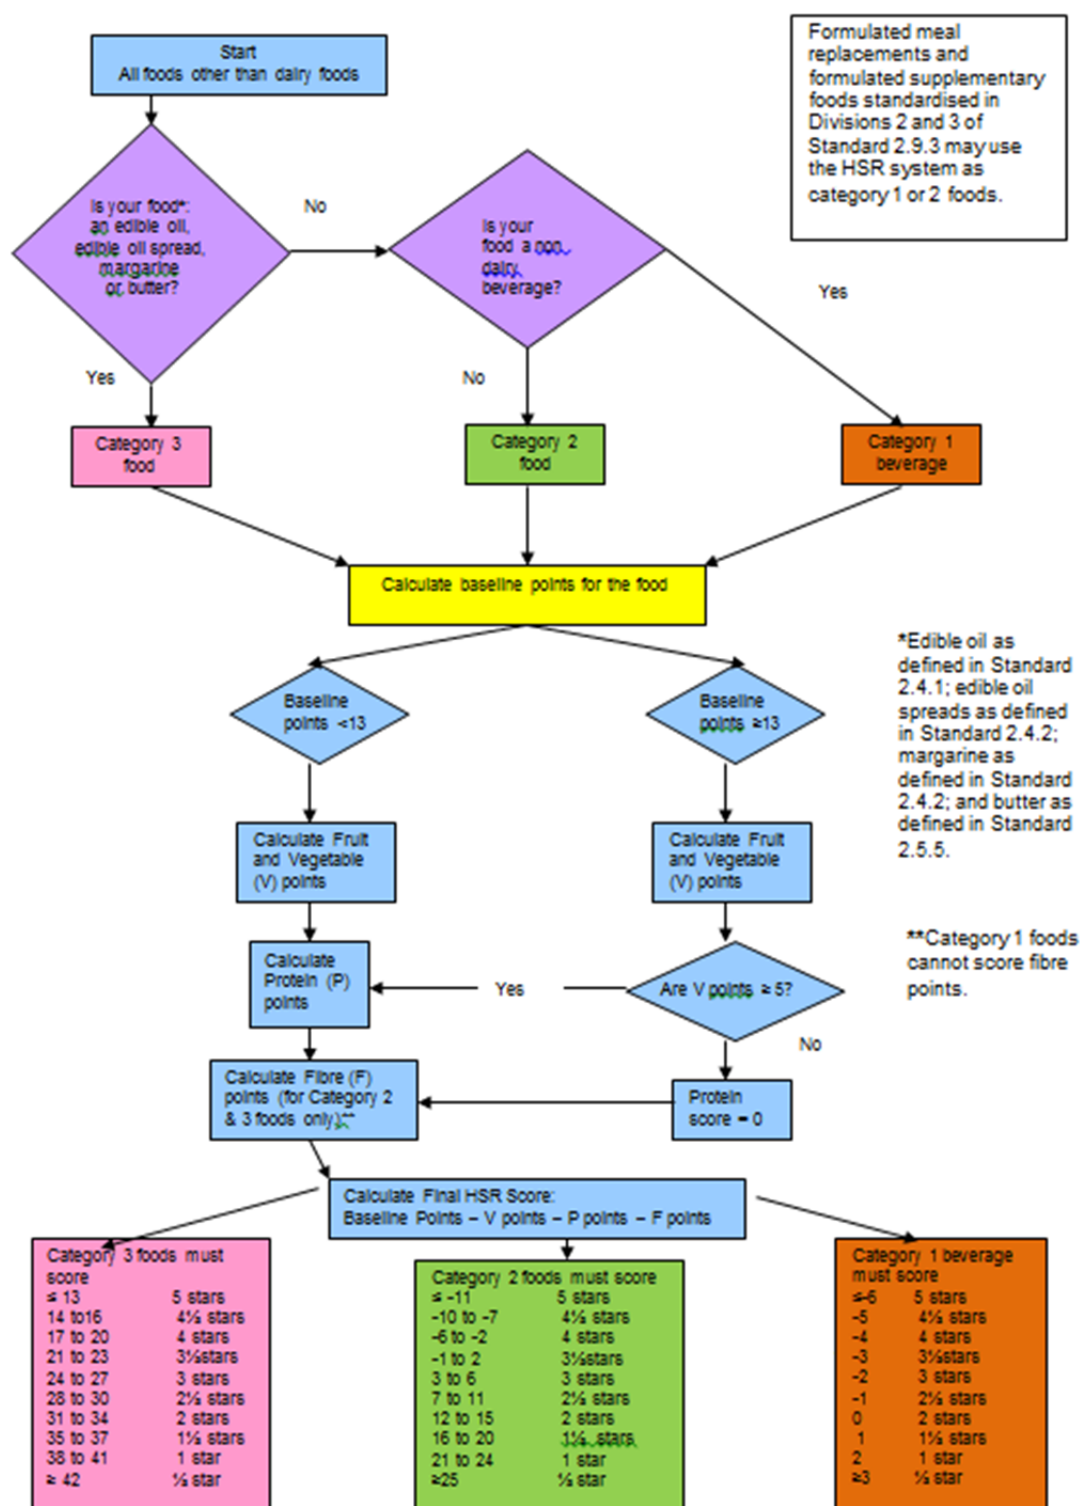 Start
All foods other than dairy foods
Formulated meal
replacements and
formulated supplementary
foods standardised in
Divisions 2 and 3 of
Standard 2.9.3 may use
the HSR system as
category 1 or 2 foods.
Is your food*:
an edible oil,
edible oil spread,
margarine
or butter?
No
Is your
food a non
dairy
beverage?
Yes
Yes
No
Category 3
food
Category 2
food
Category 1
beverage
Calculate baseline points for the food
Baseline
points <13
Baseline
points ≥13
*Edible oil as
defined in Standard
2.4.1; edible oil
spreads as defined
in Standard 2.4.2;
margarine as
defined in Standard
2.4.2; and butter as
defined in Standard
2.5.5.
Calculate Fruit
and Vegetable
(V) points
Calculate Fruit
and Vegetable
(V) points
**Category 1 foods
cannot score fibre
points.
Calculate
Protein (P)
points
Yes
Are V points ≥ 5?
No
Calculate Fibre (F)
points (for Category 2
& 3 foods only)**
Protein
score = 0
Calculate Final HSR Score:
Baseline Points – V points – P points – F points
Category 3 foods must
score
≤ 13 5 stars
14 to16 4½ stars
17 to 20 4 stars
21 to 23 3½stars
24 to 27 3 stars
28 to 30 2½ stars
31 to 34 2 stars
35 to 37 1½ stars
38 to 41 1 star
≥ 42 ½ star
Category 2 foods must score
≤ -11 5 stars
-10 to -7 4½ stars
-6 to -2 4 stars
-1 to 2 3½stars
3 to 6 3 stars
7 to 11 2½ stars
12 to 15 2 stars
16 to 20 1½ stars
21 to 24 1 star
≥25 ½ star
Category 1 beverage
must score
≤-6 5 stars
-5 4½ stars
-4 4 stars
-3 3½stars
-2 3 stars
-1 2½ stars
0 2 stars
1 1½ stars
2 1 star
≥3 ½ star